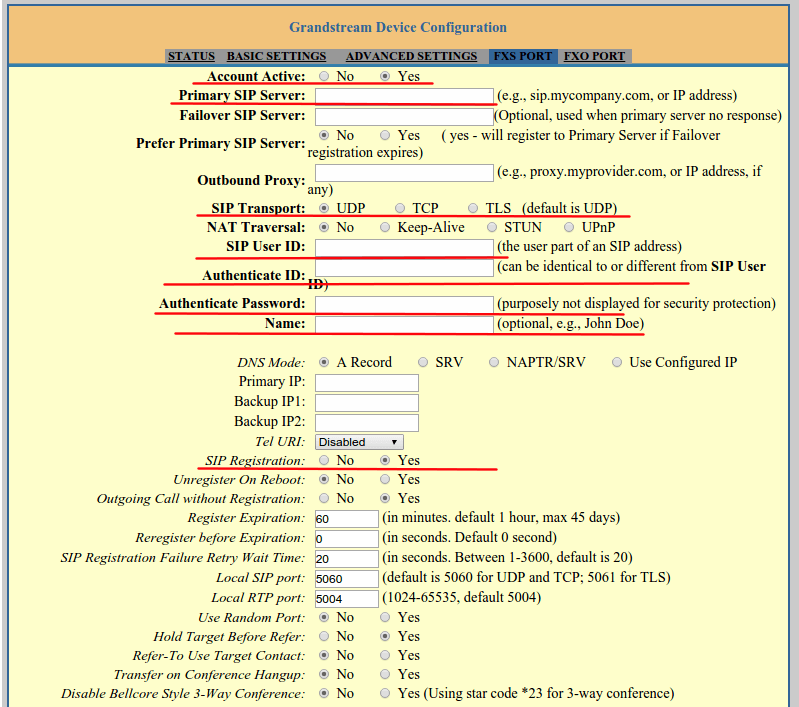 Grandstream Device Configuration
STATUS BASIC SETTINGS ADVANCED SETTINGS FXS PORT FXO PORT
Account Active: No Yes
Primary SIP Server: (e.g., sip.mycompany.com, or IP address)
Failover SIP Server: (Optional, used when primary server no response)
Prefer Primary SIP Server: No Yes ( yes - will register to Primary Server if Failover
registration expires)
Outbound Proxy: (e.g., proxy.myprovider.com, or IP address, if
any)
SIP Transport: UDP TCP TLS (default is UDP)
NAT Traversal: No Keep-Alive STUN UPnP
SIP User ID: (the user part of an SIP address)
Authenticate ID: (can be identical to or different from SIP User
ID)
Authenticate Password: (purposely not displayed for security protection)
Name: (optional, e.g., John Doe)
DNS Mode: A Record SRV NAPTR/SRV Use Configured IP
Primary IP:
Backup IP1:
Backup IP2:
Tel URI: Disabled
SIP Registration: No Yes
Unregister On Reboot: No Yes
Outgoing Call without Registration: No Yes
Register Expiration: 60 (in minutes. default 1 hour, max 45 days)
Reregister before Expiration: 0 (in seconds. Default 0 second)
SIP Registration Failure Retry Wait Time: 20 (in seconds. Between 1-3600, default is 20)
Local SIP port: 5060 (default is 5060 for UDP and TCP; 5061 for TLS)
Local RTP port: 5004 (1024-65535, default 5004)
Use Random Port: No Yes
Hold Target Before Refer: No Yes
Refer-To Use Target Contact: No Yes
Transfer on Conference Hangup: No Yes
Disable Bellcore Style 3-Way Conference: No Yes (Using star code *23 for 3-way conference)